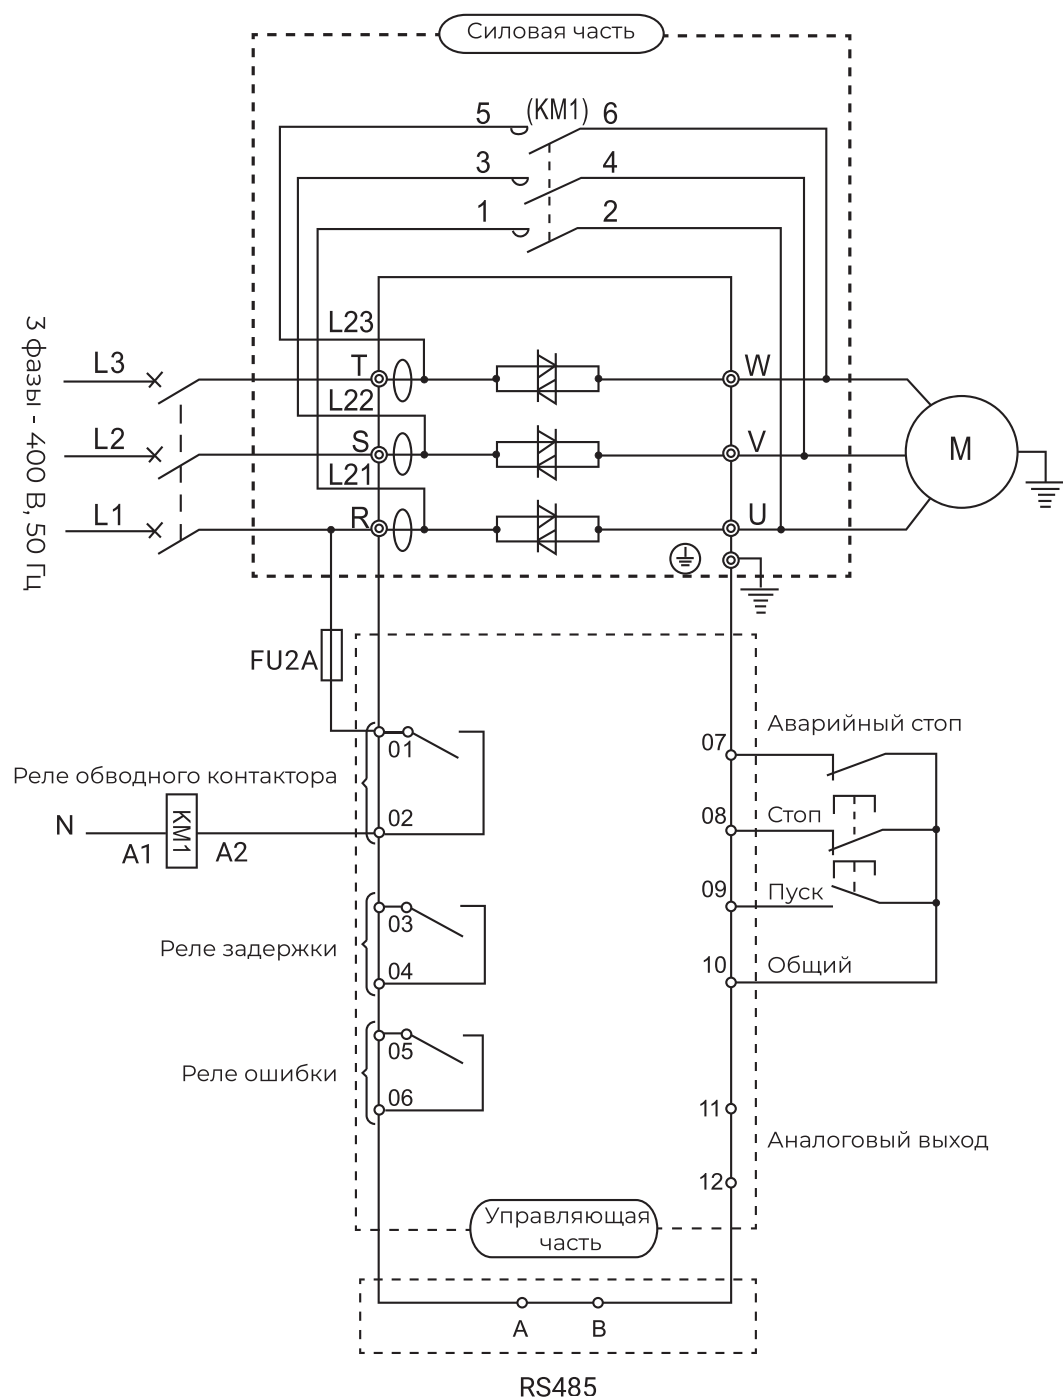 Силовая часть
5 (KM1) 6
3 4
1 2
3 фазы - 400 В, 50 Гц
L23
L3 T W
L22
L2 S V M
L21
L1 R U
FU2A
01
Реле обводного контактора
02
N
A1 KM1 A2
03
Реле задержки
04
05
Реле ошибки
06
07 Аварийный стоп
08 Стоп
09 Пуск
10 Общий
11
Аналоговый выход
12
Управляющая
часть
A B
RS485